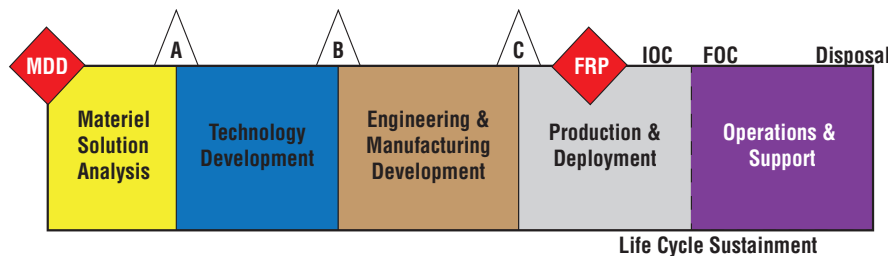 MDD
A
B
C
FRP
IOC
FOC
Disposal
Materiel
Solution
Analysis
Technology
Development
Engineering &
Manufacturing
Development
Production &
Deployment
Operations &
Support
Life Cycle Sustainment